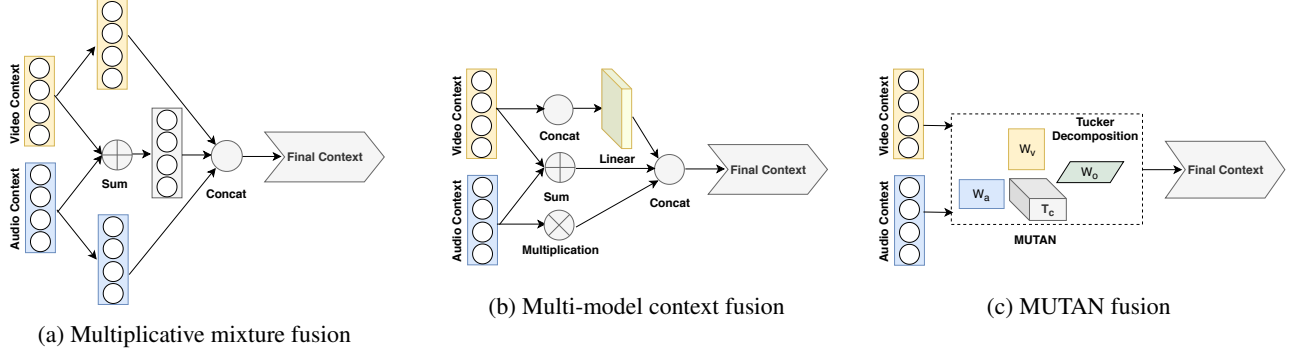 Video Context
Audio Context
Sum
Concat
Final Context
(a) Multiplicative mixture fusion
Video Context
Audio Context
Concat
Linear
Sum
Multiplication
Concat
Final Context
(b) Multi-model context fusion
Video Context
Audio Context
Tucker
Decomposition
W_v
W_a
W_o
T_c
MUTAN
Final Context
(c) MUTAN fusion